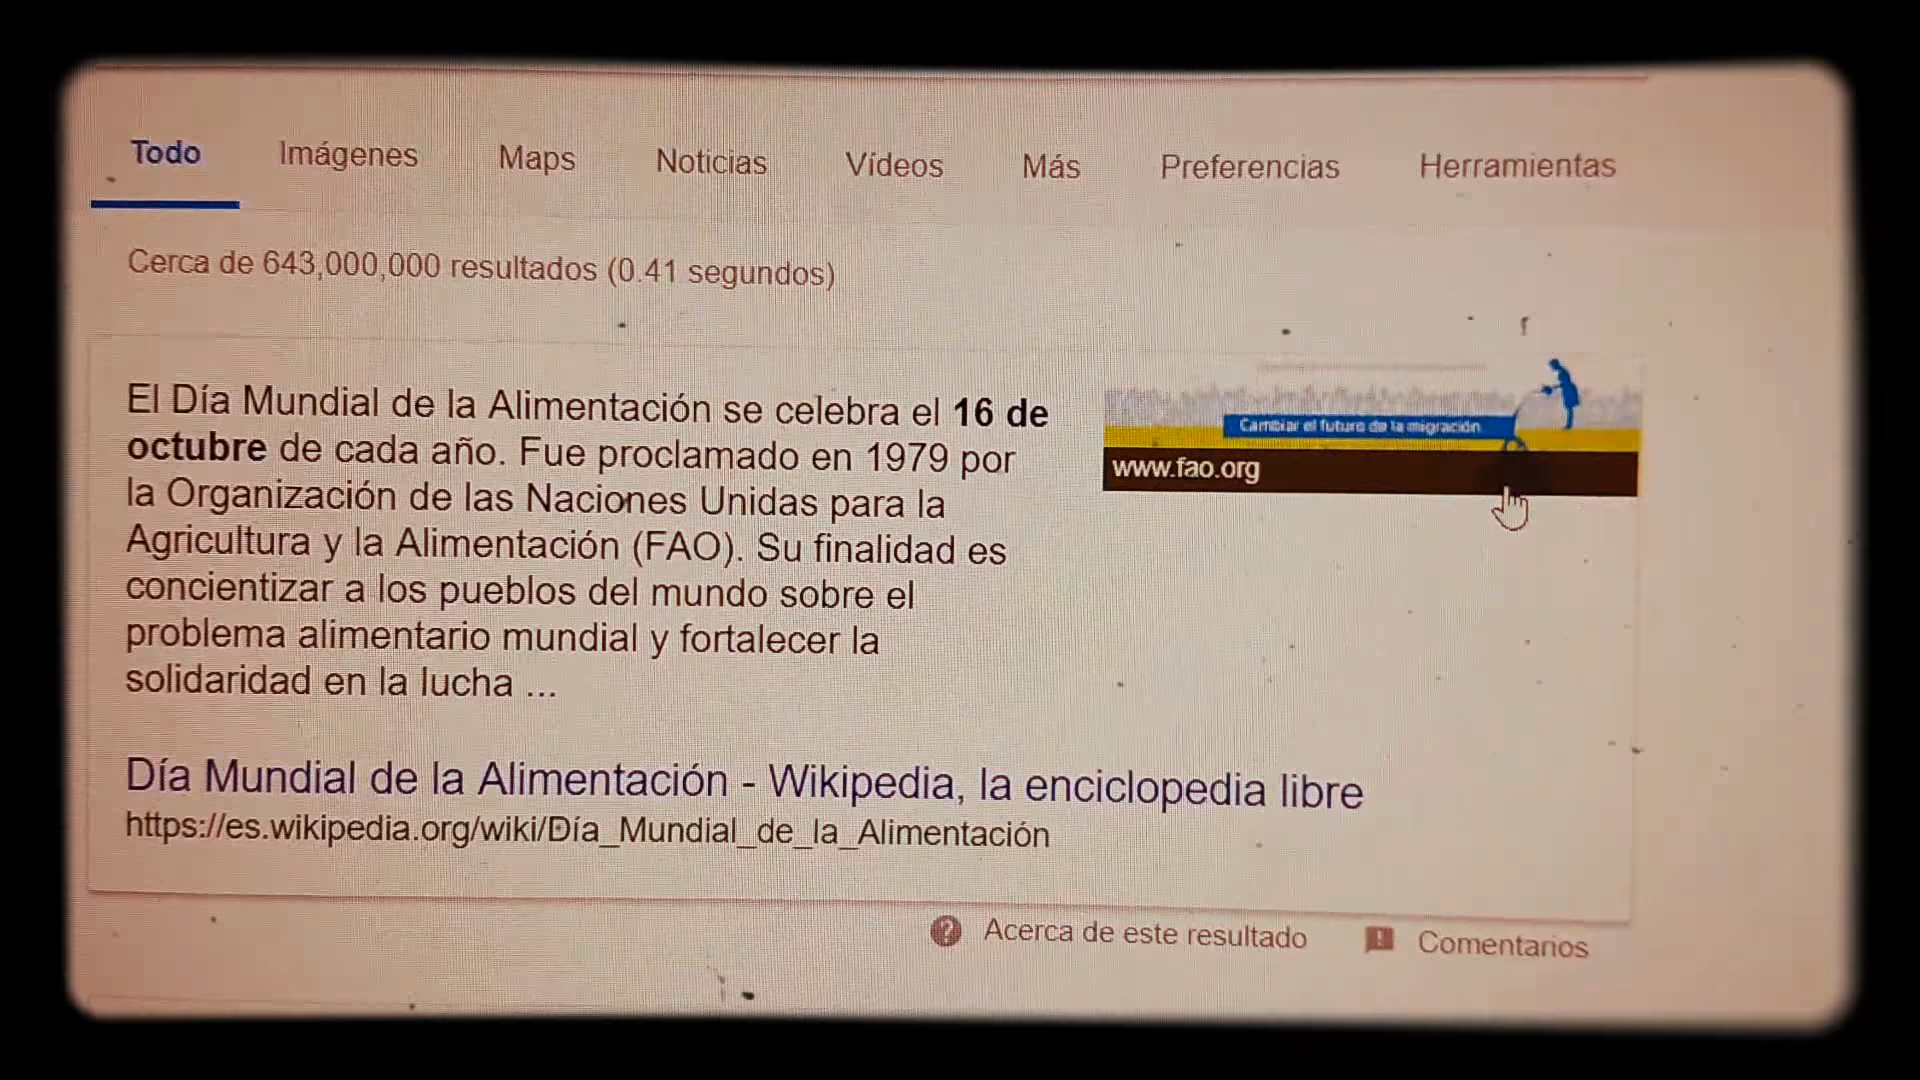 Todo Imágenes Maps Noticias Vídeos Más Preferencias Herramientas
Cerca de 643,000,000 resultados (0.41 segundos)
El Día Mundial de la Alimentación se celebra el 16 de
octubre de cada año. Fue proclamado en 1979 por
la Organización de las Naciones Unidas para la
Agricultura y la Alimentación (FAO). Su finalidad es
concientizar a los pueblos del mundo sobre el
problema alimentario mundial y fortalecer la
solidaridad en la lucha ...
Cambiar el futuro de la migración
www.fao.org
Día Mundial de la Alimentación - Wikipedia, la enciclopedia libre
https://es.wikipedia.org/wiki/Día_Mundial_de_la_Alimentación
Acerca de este resultado Comentarios